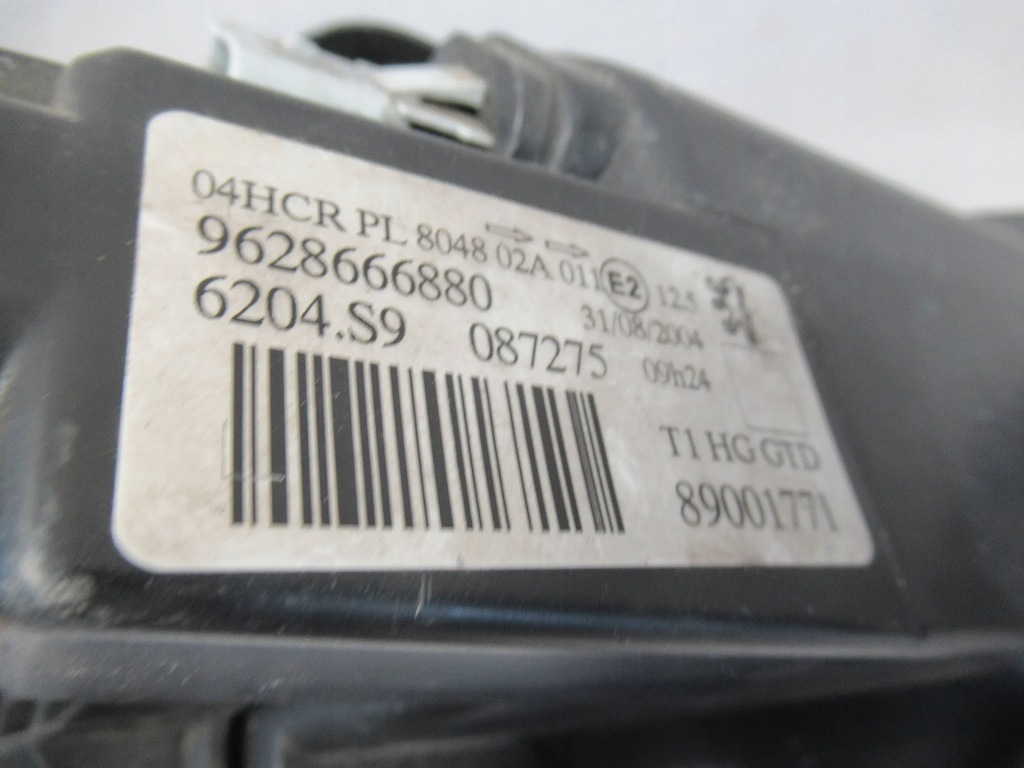 04HCR PL 8048 02A 011 E2 12.5
9628666880 31/08/2004
6204.S9 087275 09h24
T1 HG GTD
89001771